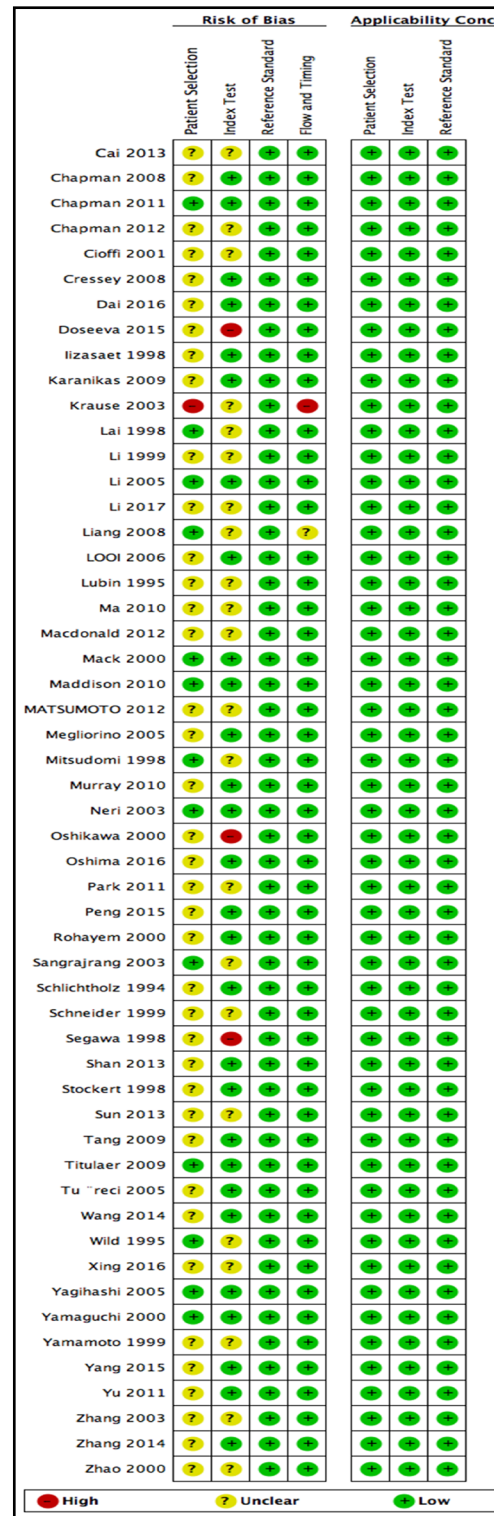 Risk of Bias Applicability Conc
Patient Selection
Index Test
Reference Standard
Flow and Timing
Patient Selection
Index Test
Reference Standard
Cai 2013 ? ? + + + + +
Chapman 2008 ? + + + + + +
Chapman 2011 + + + + + + +
Chapman 2012 ? ? + + + + +
Cioffi 2001 ? ? + + + + +
Cressey 2008 ? + + + + + +
Dai 2016 ? + + + + + +
Doseeva 2015 ? - + + + + +
Iizasaet 1998 ? + + + + + +
Karanikas 2009 ? + + + + + +
Krause 2003 - ? + - + + +
Lai 1998 + ? + + + + +
Li 1999 ? ? + + + + +
Li 2005 + + + + + + +
Li 2017 ? ? + + + + +
Liang 2008 + ? + ? + + +
LOOI 2006 ? + + + + + +
Lubin 1995 ? ? + + + + +
Ma 2010 ? ? + + + + +
Macdonald 2012 ? ? + + + + +
Mack 2000 + + + + + + +
Maddison 2010 + + + + + + +
MATSUMOTO 2012 ? ? + + + + +
Megliorino 2005 ? + + + + + +
Mitsudomi 1998 + ? + + + + +
Murray 2010 ? + + + + + +
Neri 2003 + + + + + + +
Oshikawa 2000 ? - + + + + +
Oshima 2016 ? + + + + + +
Park 2011 ? ? + + + + +
Peng 2015 ? + + + + + +
Rohayem 2000 ? + + + + + +
Sangrajrang 2003 + ? + + + + +
Schlichtholz 1994 ? + + + + + +
Schneider 1999 ? ? + + + + +
Segawa 1998 ? - + + + + +
Shan 2013 ? + + + + + +
Stockert 1998 ? + + + + + +
Sun 2013 ? ? + + + + +
Tang 2009 ? + + + + + +
Titulaer 2009 + + + + + + +
Tu ¨reci 2005 ? + + + + + +
Wang 2014 ? + + + + + +
Wild 1995 + ? + + + + +
Xing 2016 ? ? + + + + +
Yagihashi 2005 + + + + + + +
Yamaguchi 2000 + + + + + + +
Yamamoto 1999 ? ? + + + + +
Yang 2015 ? + + + + + +
Yu 2011 ? + + + + + +
Zhang 2003 ? ? + + + + +
Zhang 2014 ? + + + + + +
Zhao 2000 ? ? + + + + +
- High ? Unclear + Low